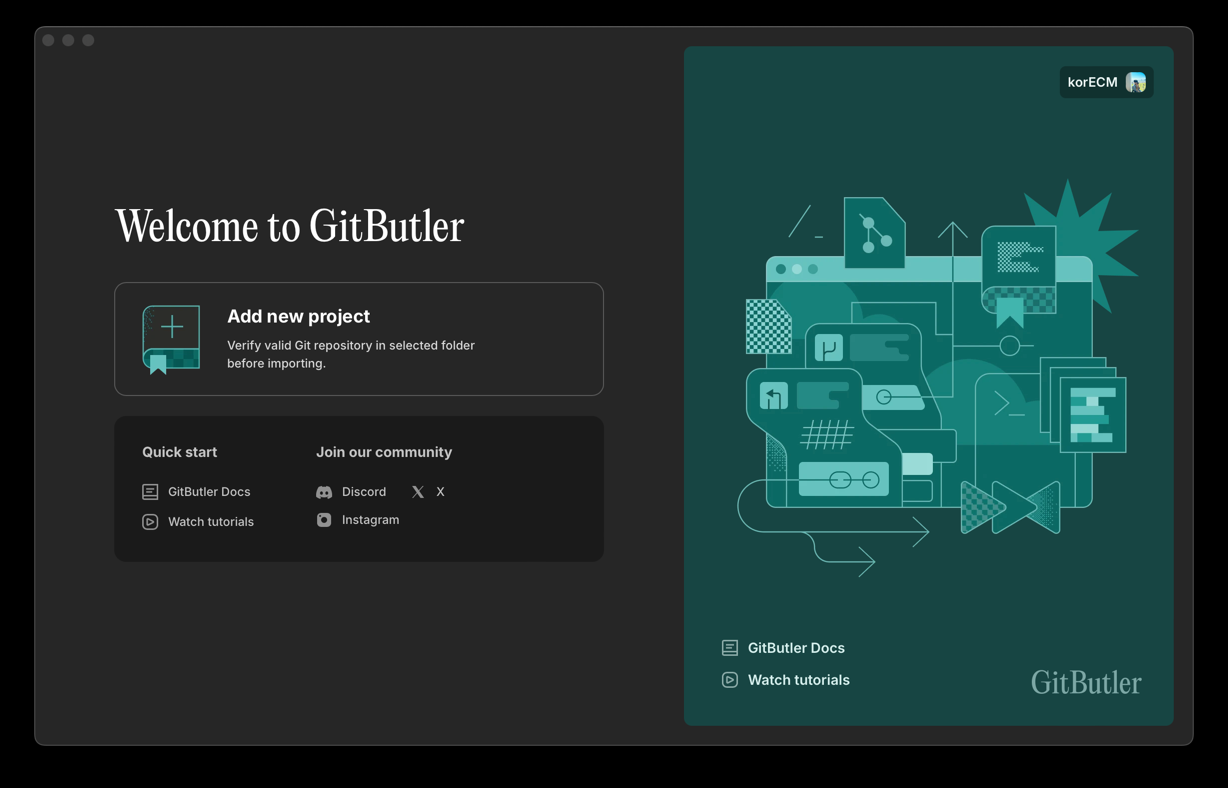 korECM
Welcome to GitButler
Add new project
Verify valid Git repository in selected folder
before importing.
Quick start
GitButler Docs
Watch tutorials
Join our community
Discord
X
Instagram
GitButler Docs
Watch tutorials
GitButler